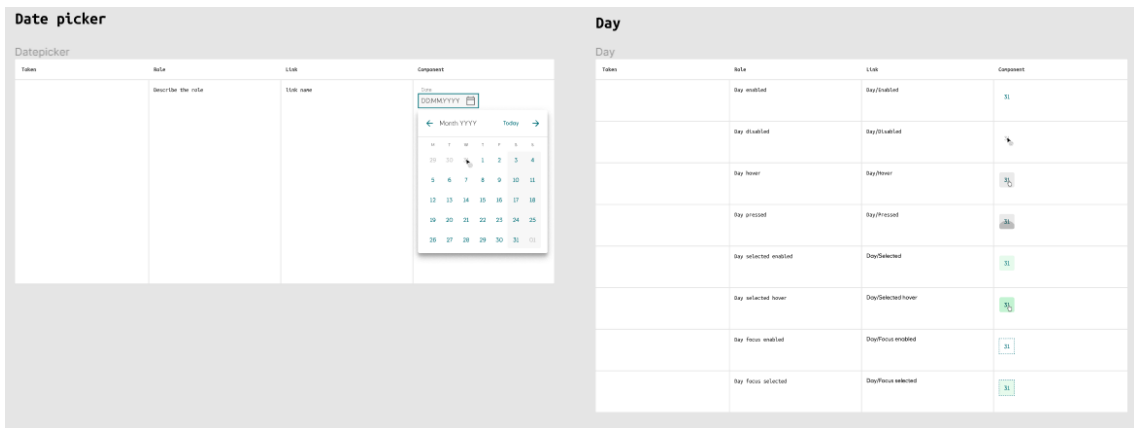 Date picker
Datepicker
Token Role Link Component
Describe the role link name
Date
DDMMYYYY
Month YYYY Today
M T W T F S S
29 30 1 2 3 4
5 6 7 8 9 10 11
12 13 14 15 16 17 18
19 20 21 22 23 24 25
26 27 28 29 30 31
Day
Day
Token Role Link Component
Day enabled Day/Enabled 31
Day disabled Day/Disabled
Day hover Day/Hover 31
Day pressed Day/Pressed 31
Day selected enabled Day/Selected 31
Day selected hover Day/Selected hover 31
Day focus enabled Day/Focus enabled 31
Day focus selected Day/Focus selected 31